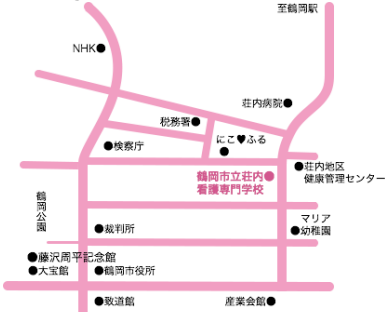 至鶴岡駅
NHK●
荘内病院●
税務署●
にこ♥ふる
●
●検察庁
●荘内地区
健康管理センター
鶴岡市立荘内●
看護専門学校
鶴岡公園
マリア
●幼稚園
●裁判所
●藤沢周平記念館
●大宝館
●鶴岡市役所
●致道館
産業会館●